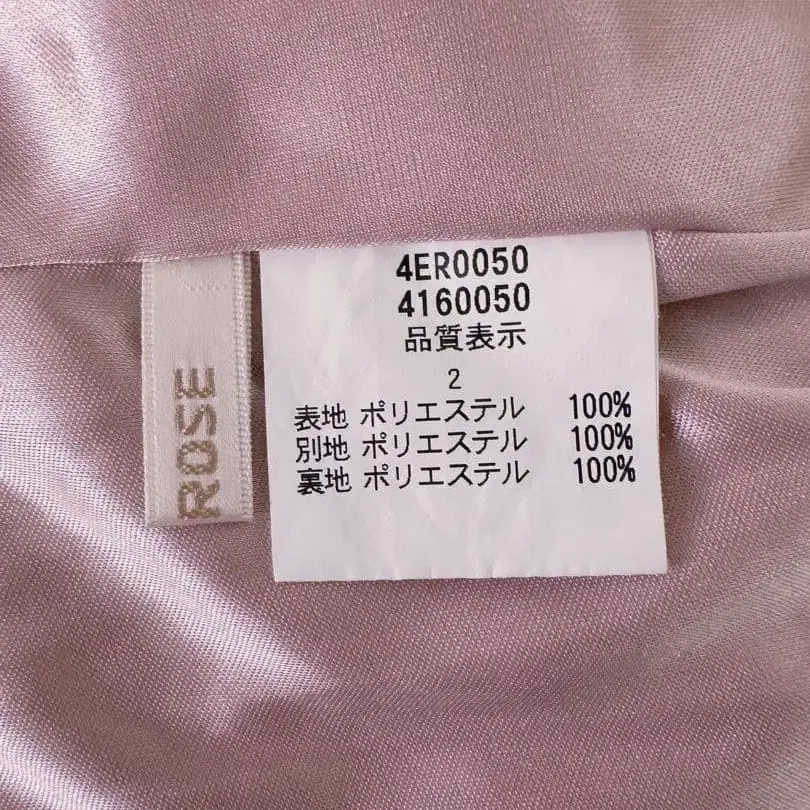 ROSE
4ER0050
4160050
品質表示
2
表地 ポリエステル 100%
別地 ポリエステル 100%
裏地 ポリエステル 100%